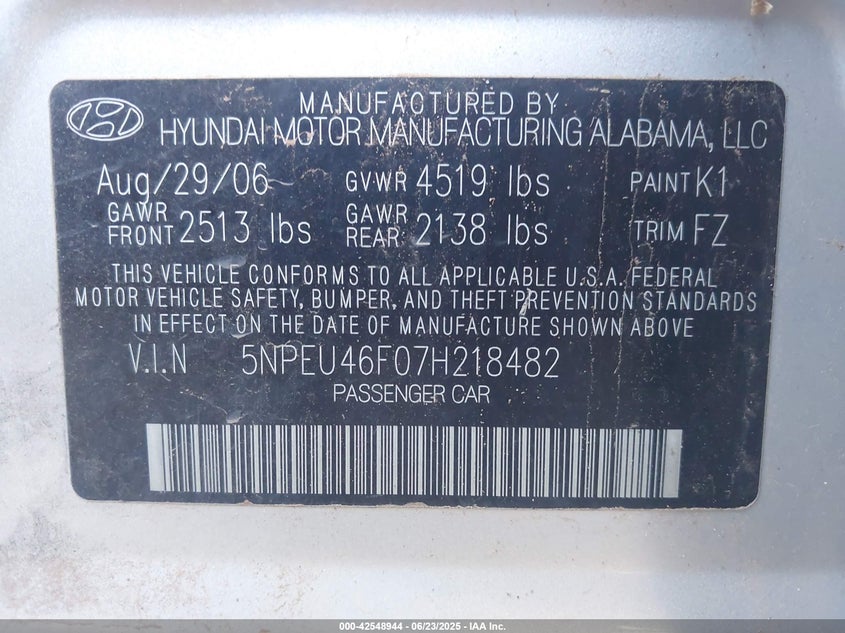 MANUFACTURED BY
HYUNDAI MOTOR MANUFACTURING ALABAMA, LLC
Aug/29/06 GVWR 4519 lbs PAINT K1
GAWR FRONT 2513 lbs GAWR REAR 2138 lbs TRIM FZ
THIS VEHICLE CONFORMS TO ALL APPLICABLE U.S.A. FEDERAL
MOTOR VEHICLE SAFETY, BUMPER, AND THEFT PREVENTION STANDARDS
IN EFFECT ON THE DATE OF MANUFACTURE SHOWN ABOVE
V.I.N 5NPEU46F07H218482
PASSENGER CAR
000-42548944 - 06/23/2025 - IAA Inc.